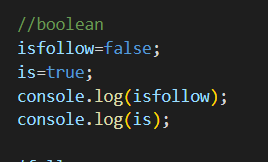 //boolean
isfollow=false;
is=true;
console.log(isfollow);
console.log(is);